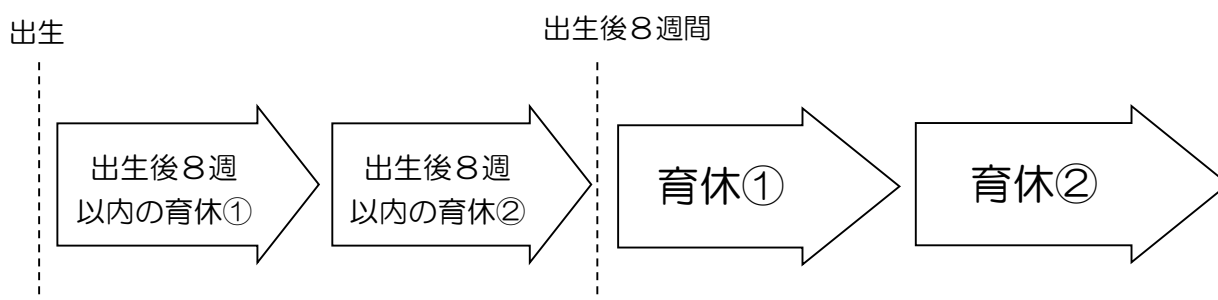 出生
出生後８週間
出生後８週
以内の育休①
出生後８週
以内の育休②
育休①
育休②